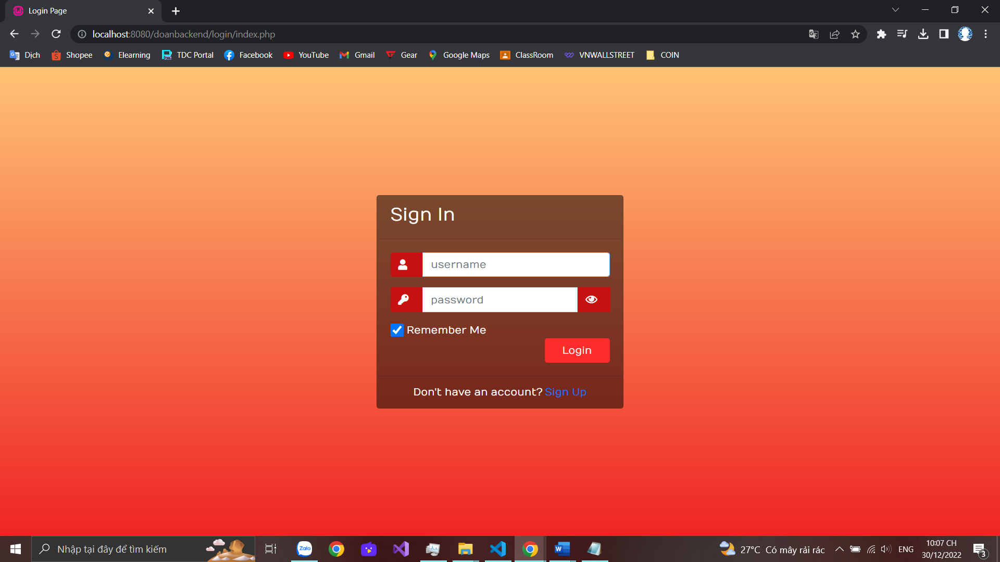 Login Page
localhost:8080/doanbackend/login/index.php
Dịch Shopee Elearning TDC Portal Facebook YouTube Gmail Gear Google Maps ClassRoom VNWALLSTREET COIN
Sign In
username
password
Remember Me
Login
Don't have an account? Sign Up
Nhập tại đây để tìm kiếm
Zalo
27°C Có mây rải rác
ENG
10:07 CH
30/12/2022
3